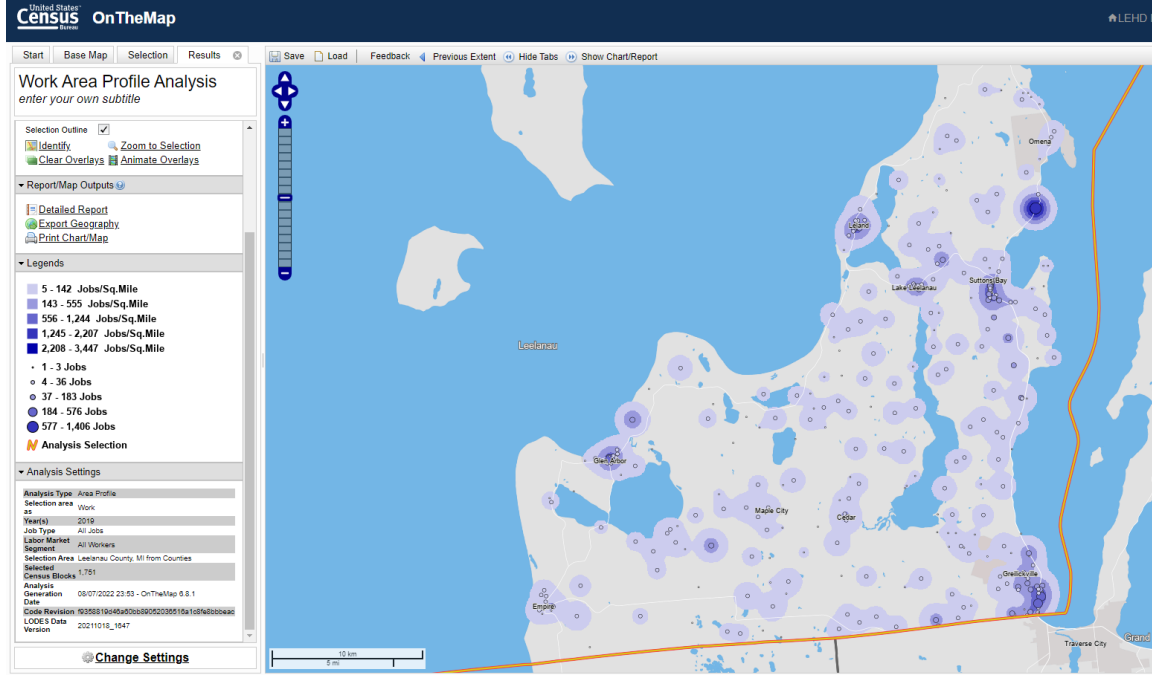 United States
Census OnTheMap
Bureau
LEHD
Start Base Map Selection Results
Save Load Feedback Previous Extent Hide Tabs Show Chart/Report
Work Area Profile Analysis
enter your own subtitle
Selection Outline
Identify Zoom to Selection
Clear Overlays Animate Overlays
Report/Map Outputs
Detailed Report
Export Geography
Print Chart/Map
Legends
5 - 142 Jobs/Sq.Mile
143 - 555 Jobs/Sq.Mile
556 - 1,244 Jobs/Sq.Mile
1,245 - 2,207 Jobs/Sq.Mile
2,208 - 3,447 Jobs/Sq.Mile
1 - 3 Jobs
4 - 36 Jobs
37 - 183 Jobs
184 - 576 Jobs
577 - 1,406 Jobs
Analysis Selection
Analysis Settings
Analysis Type Area Profile
Selection area as Work
Year(s) 2019
Job Type All Jobs
Labor Market Segment All Workers
Selection Area Leelanau County, MI from Counties
Selected Census Blocks 1,751
Analysis Generation Date 08/07/2022 23:53 - OnTheMap 6.8.1
Code Revision
LODES Data Version 20211018_1647
Change Settings
Omena
Leland
Lake Leelanau
Suttons Bay
Leelanau
Glen Arbor
Maple City
Cedar
Empire
Greilickville
Traverse City
Grand
10 km
5 mi